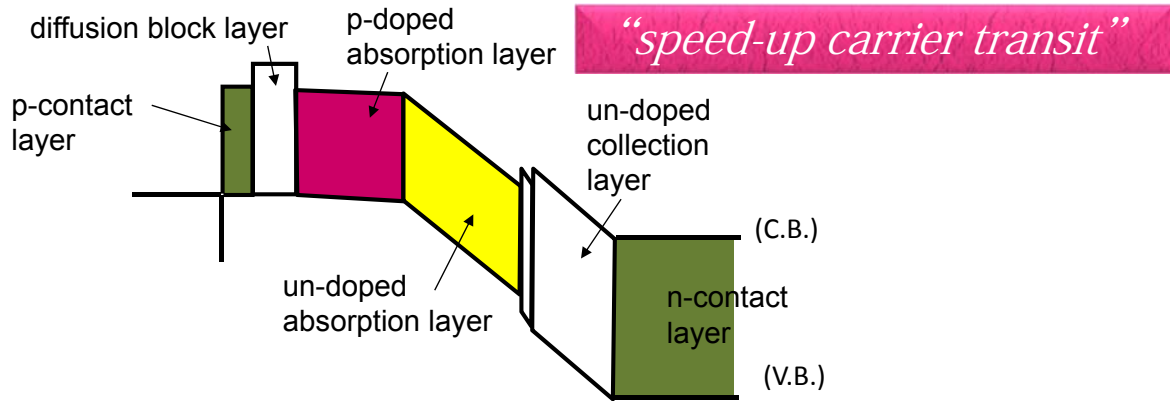 diffusion block layer
p-doped
absorption layer
“speed-up carrier transit”
p-contact
layer
un-doped
collection
layer
(C.B.)
un-doped
absorption layer
n-contact
layer
(V.B.)